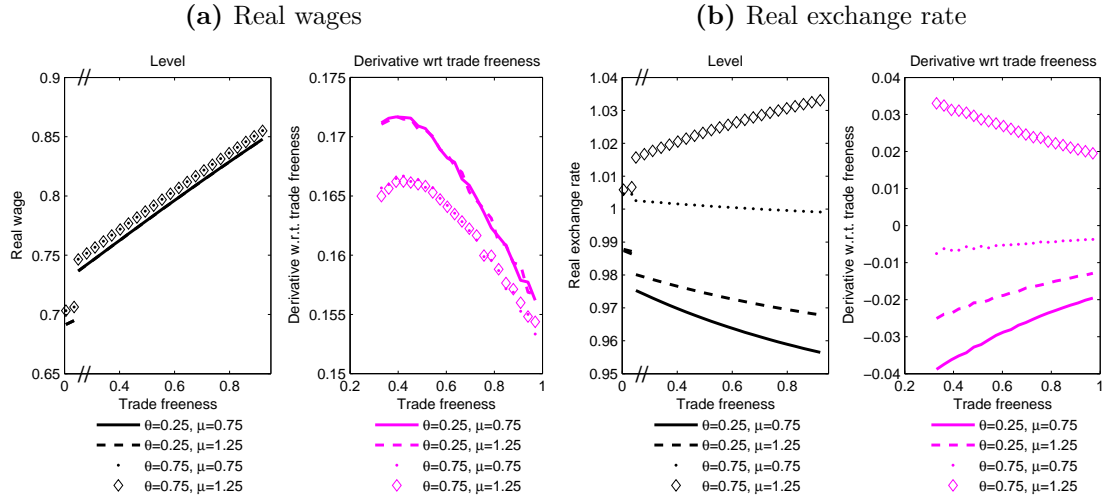 (a) Real wages
Level
Real wage
0.9
0.85
0.8
0.75
0.7
0.65
0 0.4 0.6 0.8
Trade freeness
θ=0.25, μ=0.75
θ=0.25, μ=1.25
θ=0.75, μ=0.75
θ=0.75, μ=1.25
Derivative wrt trade freeness
Derivative w.r.t. trade freeness
0.175
0.17
0.165
0.16
0.155
0.15
0.2 0.4 0.6 0.8 1
Trade freeness
θ=0.25, μ=0.75
θ=0.25, μ=1.25
θ=0.75, μ=0.75
θ=0.75, μ=1.25
(b) Real exchange rate
Level
Real exchange rate
1.04
1.03
1.02
1.01
1
0.99
0.98
0.97
0.96
0.95
0 0.4 0.6 0.8
Trade freeness
θ=0.25, μ=0.75
θ=0.25, μ=1.25
θ=0.75, μ=0.75
θ=0.75, μ=1.25
Derivative wrt trade freeness
Derivative w.r.t. trade freeness
0.04
0.03
0.02
0.01
0
−0.01
−0.02
−0.03
−0.04
0.2 0.4 0.6 0.8 1
Trade freeness
θ=0.25, μ=0.75
θ=0.25, μ=1.25
θ=0.75, μ=0.75
θ=0.75, μ=1.25